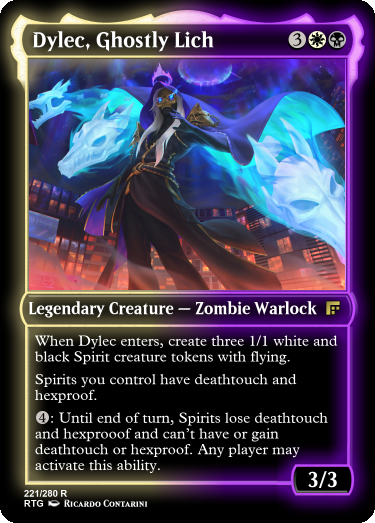 Dylec, Ghostly Lich 3
Legendary Creature — Zombie Warlock
When Dylec enters, create three 1/1 white and
black Spirit creature tokens with flying.
Spirits you control have deathtouch and
hexproof.
4: Until end of turn, Spirits lose deathtouch
and hexprooof and can't have or gain
deathtouch or hexproof. Any player may
activate this ability.
3/3
221/280 R
RTG Ricardo Contarini